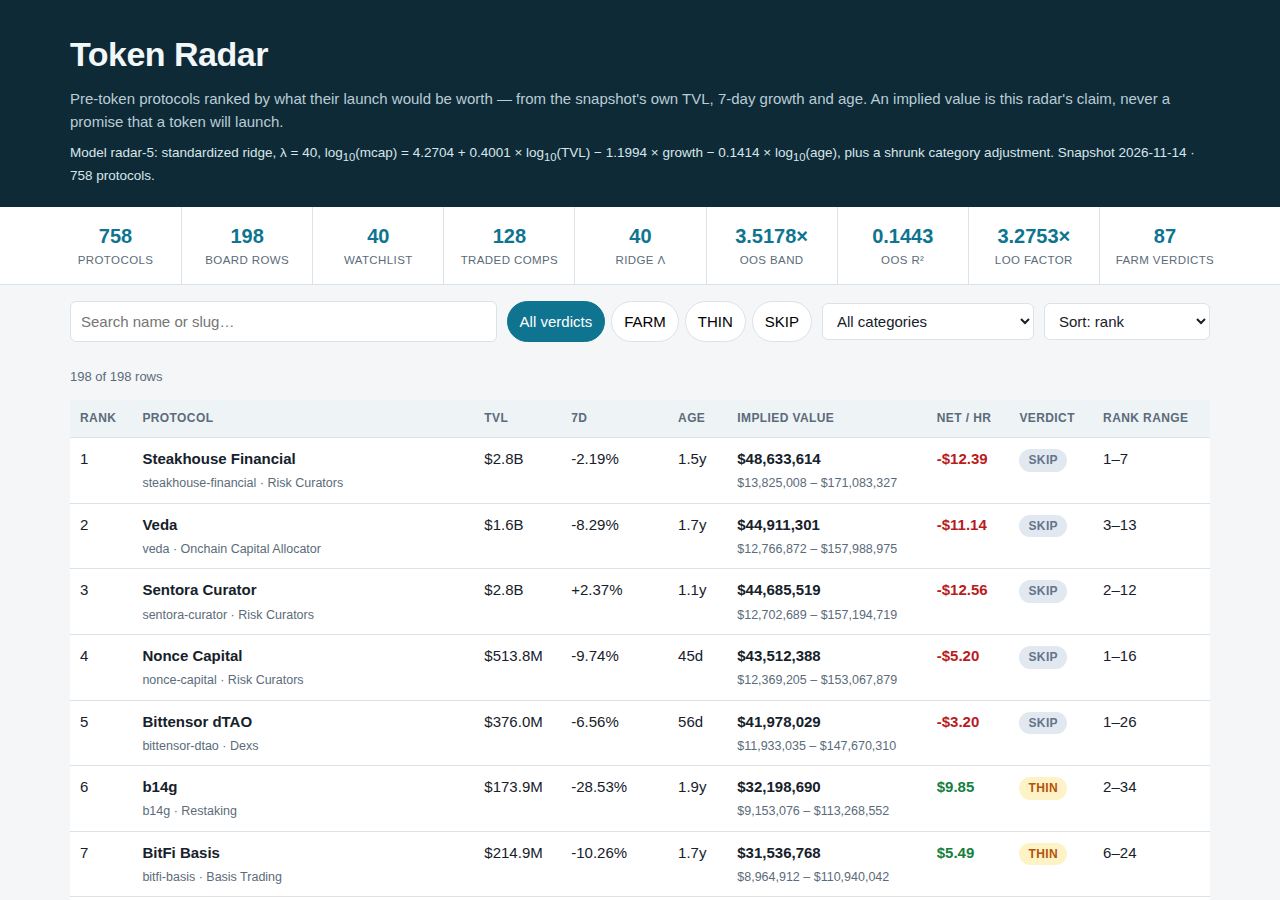 Token Radar
Pre-token protocols ranked by what their launch would be worth — from the snapshot's own TVL, 7-day growth and age. An implied value is this radar's claim, never a
promise that a token will launch.
Model radar-5: standardized ridge, λ = 40, log10(mcap) = 4.2704 + 0.4001 × log10(TVL) − 1.1994 × growth − 0.1414 × log10(age), plus a shrunk category adjustment. Snapshot 2026-11-14 ·
758 protocols.
758 198 40 128 40 3.5178× 0.1443 3.2753× 87
PROTOCOLS BOARD ROWS WATCHLIST TRADED COMPS RIDGE Λ OOS BAND OOS R² LOO FACTOR FARM VERDICTS
Search name or slug… All verdicts FARM THIN SKIP All categories Sort: rank
198 of 198 rows
RANK PROTOCOL TVL 7D AGE IMPLIED VALUE NET / HR VERDICT RANK RANGE
1 Steakhouse Financial $2.8B -2.19% 1.5y $48,633,614 -$12.39 SKIP 1–7
steakhouse-financial · Risk Curators $13,825,008 – $171,083,327
2 Veda $1.6B -8.29% 1.7y $44,911,301 -$11.14 SKIP 3–13
veda · Onchain Capital Allocator $12,766,872 – $157,988,975
3 Sentora Curator $2.8B +2.37% 1.1y $44,685,519 -$12.56 SKIP 2–12
sentora-curator · Risk Curators $12,702,689 – $157,194,719
4 Nonce Capital $513.8M -9.74% 45d $43,512,388 -$5.20 SKIP 1–16
nonce-capital · Risk Curators $12,369,205 – $153,067,879
5 Bittensor dTAO $376.0M -6.56% 56d $41,978,029 -$3.20 SKIP 1–26
bittensor-dtao · Dexs $11,933,035 – $147,670,310
6 b14g $173.9M -28.53% 1.9y $32,198,690 $9.85 THIN 2–34
b14g · Restaking $9,153,076 – $113,268,552
7 BitFi Basis $214.9M -10.26% 1.7y $31,536,768 $5.49 THIN 6–24
bitfi-basis · Basis Trading $8,964,912 – $110,940,042